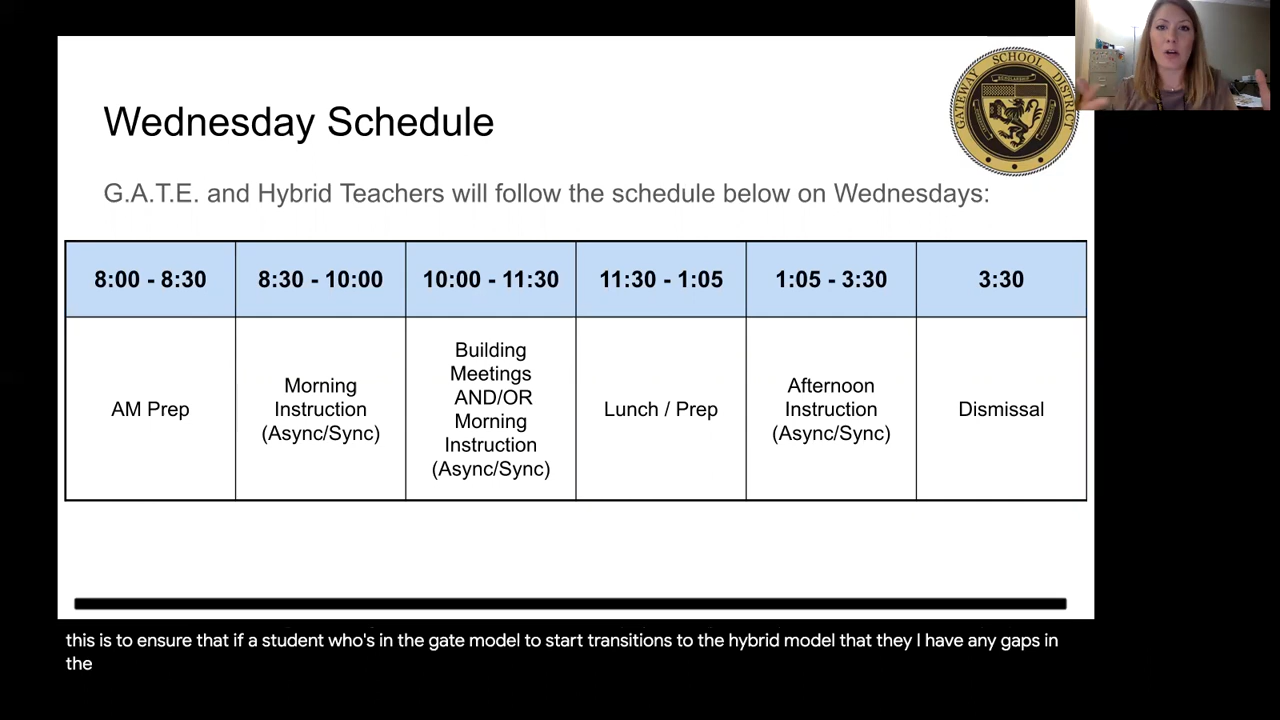 GATEWAY SCHOOL DISTRICT
Wednesday Schedule
G.A.T.E. and Hybrid Teachers will follow the schedule below on Wednesdays:
8:00 - 8:30
8:30 - 10:00
10:00 - 11:30
11:30 - 1:05
1:05 - 3:30
3:30
AM Prep
Morning
Instruction
(Async/Sync)
Building
Meetings
AND/OR
Morning
Instruction
(Async/Sync)
Lunch / Prep
Afternoon
Instruction
(Async/Sync)
Dismissal
this is to ensure that if a student who's in the gate model to start transitions to the hybrid model that they I have any gaps in
the